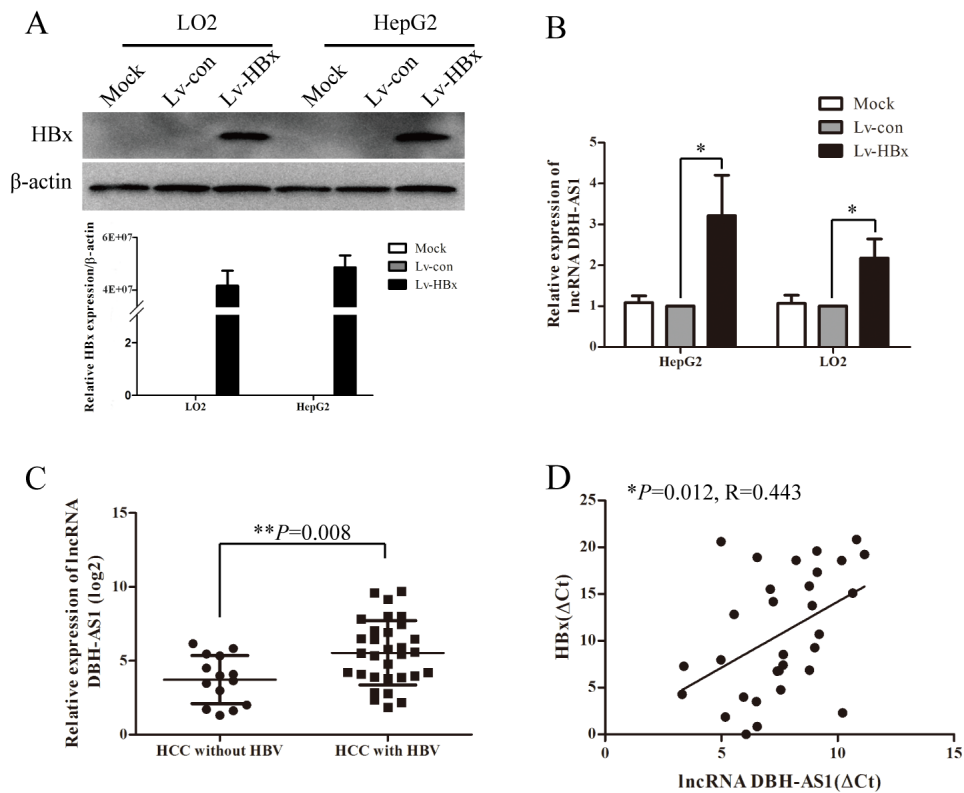 A
LO2 HepG2
Mock Lv-con Lv-HBx Mock Lv-con Lv-HBx
HBx
β-actin
Relative HBx expression/β-actin
6E+07
4E+07
2
0
LO2 HepG2
Mock
Lv-con
Lv-HBx
B
Mock
Lv-con
Lv-HBx
Relative expression of
lncRNA DBH-AS1
5
4
3
2
1
0
* *
HepG2 LO2
C
Relative expression of lncRNA
DBH-AS1 (log2)
**P=0.008
15
10
5
0
HCC without HBV HCC with HBV
D
*P=0.012, R=0.443
HBx(ΔCt)
25
20
15
10
5
0
0 5 10 15
lncRNA DBH-AS1(ΔCt)